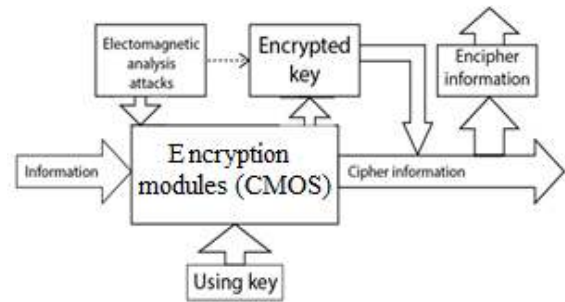 Electomagnetic
analysis
attacks
Encrypted
key
Encipher
information
Information
Encryption
modules (CMOS)
Cipher information
Using key